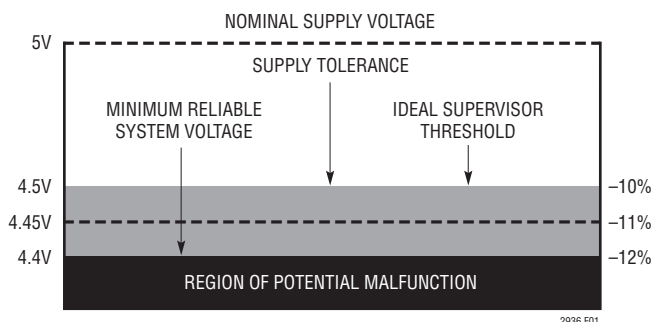 NOMINAL SUPPLY VOLTAGE
5V
SUPPLY TOLERANCE
MINIMUM RELIABLE
SYSTEM VOLTAGE
IDEAL SUPERVISOR
THRESHOLD
4.5V
–10%
4.45V
–11%
4.4V
–12%
REGION OF POTENTIAL MALFUNCTION
2936 F01